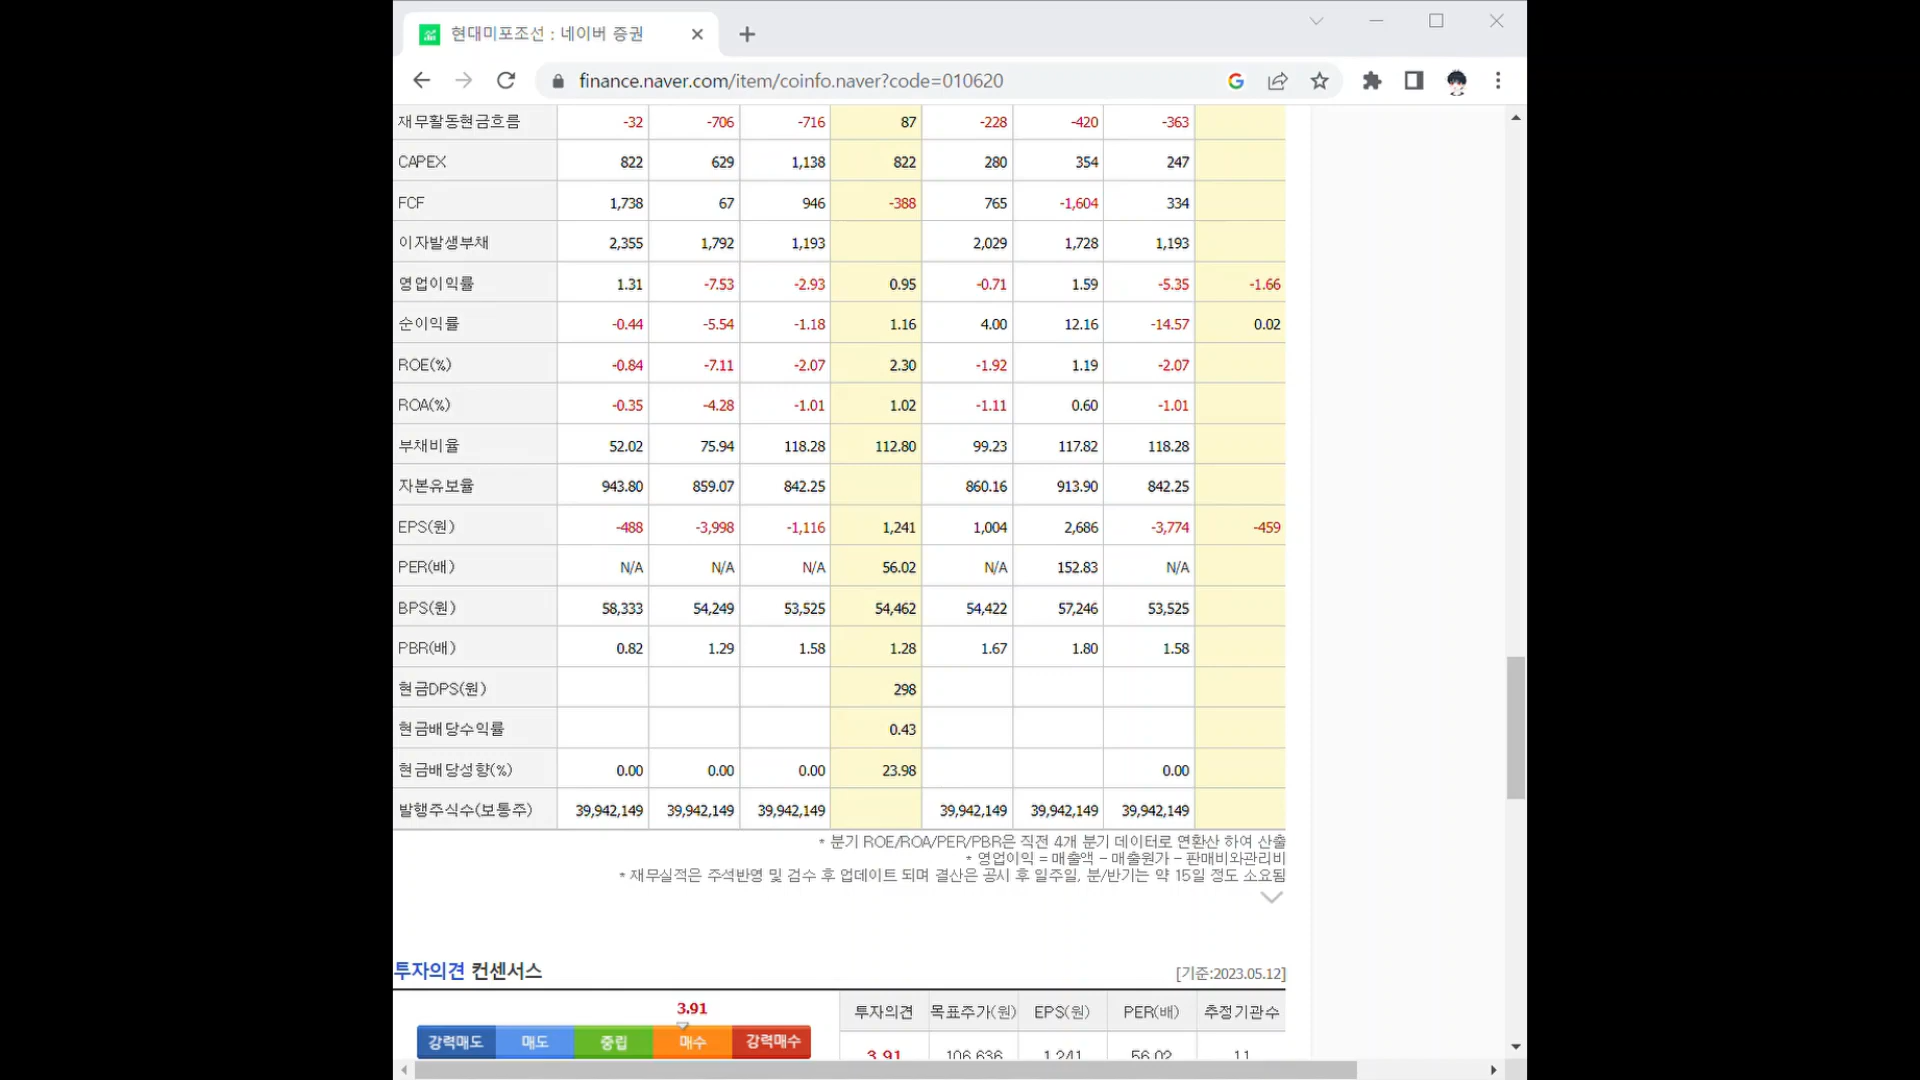 현대미포조선 : 네이버 증권
finance.naver.com/item/coinfo.naver?code=010620
재무활동현금흐름 -32 -706 -716 87 -228 -420 -363
CAPEX 822 629 1,138 822 280 354 247
FCF 1,738 67 946 -388 765 -1,604 334
이자발생부채 2,355 1,792 1,193 2,029 1,728 1,193
영업이익률 1.31 -7.53 -2.93 0.95 -0.71 1.59 -5.35 -1.66
순이익률 -0.44 -5.54 -1.18 1.16 4.00 12.16 -14.57 0.02
ROE(%) -0.84 -7.11 -2.07 2.30 -1.92 1.19 -2.07
ROA(%) -0.35 -4.28 -1.01 1.02 -1.11 0.60 -1.01
부채비율 52.02 75.94 118.28 112.80 99.23 117.82 118.28
자본유보율 943.80 859.07 842.25 860.16 913.90 842.25
EPS(원) -488 -3,998 -1,116 1,241 1,004 2,686 -3,774 -459
PER(배) N/A N/A N/A 56.02 N/A 152.83 N/A
BPS(원) 58,333 54,249 53,525 54,462 54,422 57,246 53,525
PBR(배) 0.82 1.29 1.58 1.28 1.67 1.80 1.58
현금DPS(원) 298
현금배당수익률 0.43
현금배당성향(%) 0.00 0.00 0.00 23.98 0.00
발행주식수(보통주) 39,942,149 39,942,149 39,942,149 39,942,149 39,942,149 39,942,149
* 분기 ROE/ROA/PER/PBR은 직전 4개 분기 데이터로 연환산 하여 산출
* 영업이익 = 매출액 - 매출원가 - 판매비와관리비
* 재무실적은 주석반영 및 검수 후 업데이트 되며 결산은 공시 후 일주일, 분/반기는 약 15일 정도 소요됨
투자의견 컨센서스 [기준:2023.05.12]
3.91
강력매도 매도 중립 매수 강력매수
투자의견 목표주가(원) EPS(원) PER(배) 추정기관수
3.91 106,636 1,241 56.02 11